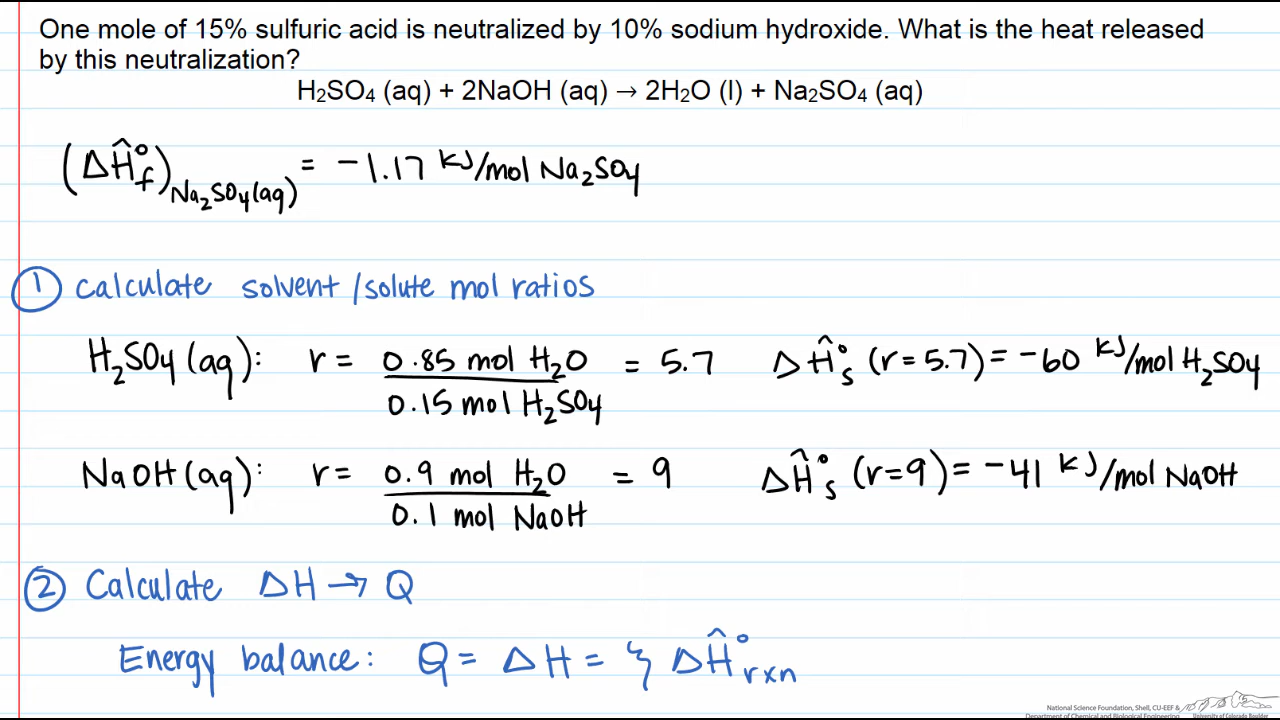 One mole of 15% sulfuric acid is neutralized by 10% sodium hydroxide. What is the heat released
by this neutralization?
H₂SO₄ (aq) + 2NaOH (aq) → 2H₂O (l) + Na₂SO₄ (aq)
(ΔĤ°f)Na₂SO₄(aq) = -1.17 kJ/mol Na₂SO₄
① Calculate solvent/solute mol ratios
H₂SO₄(aq): r = 0.85 mol H₂O / 0.15 mol H₂SO₄ = 5.7 ΔĤ°s (r=5.7) = -60 kJ/mol H₂SO₄
NaOH(aq): r = 0.9 mol H₂O / 0.1 mol NaOH = 9 ΔĤ°s (r=9) = -41 kJ/mol NaOH
② Calculate ΔH → Q
Energy balance: Q = ΔH = ξ ΔĤ°rxn
National Science Foundation, Shell, CU-EEF &
Department of Chemical and Biological Engineering University of Colorado Boulder